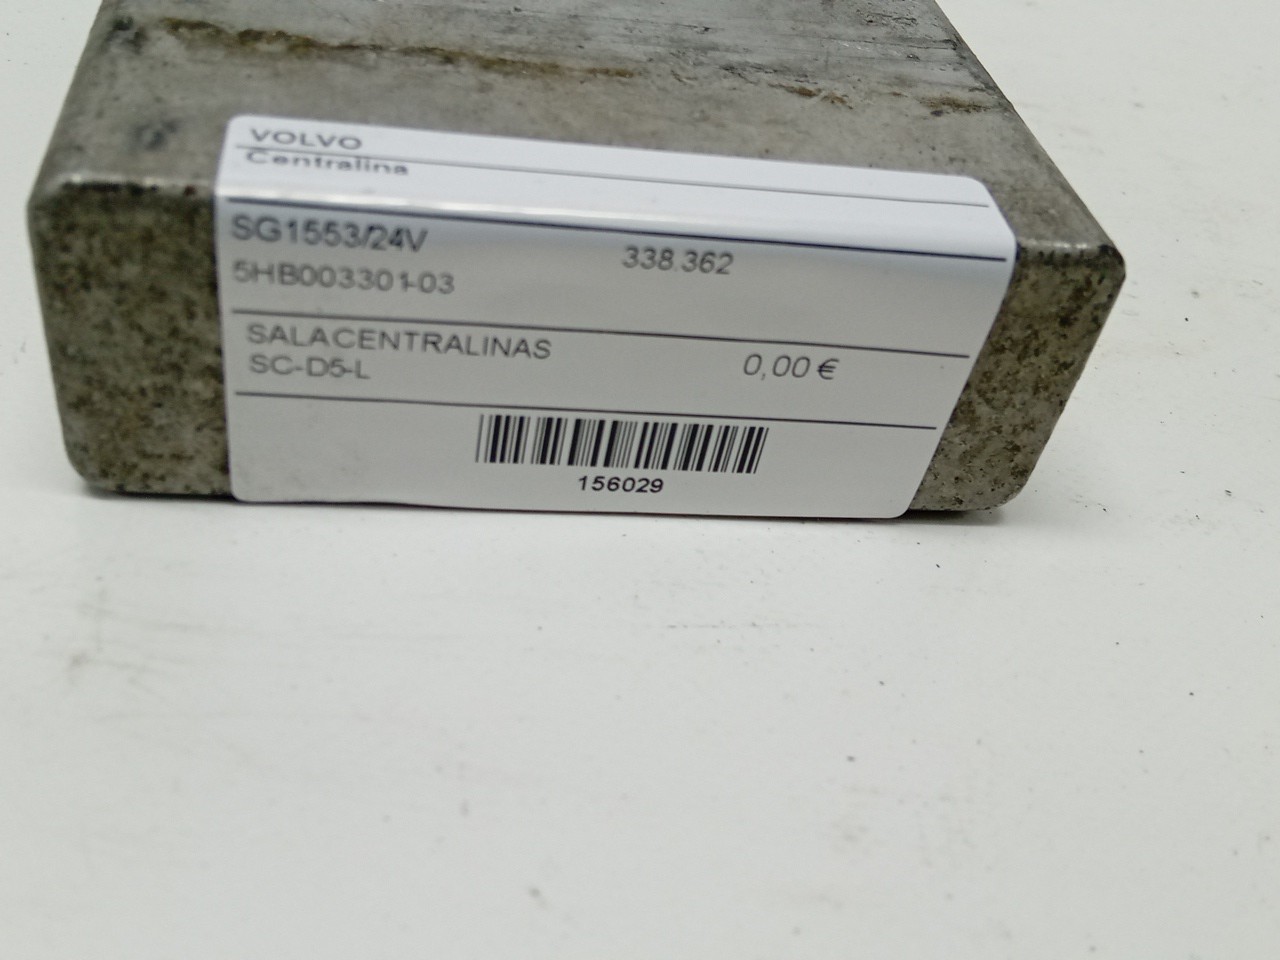 VOLVO
Centralina
SG1553/24V
338.362
5HB003301-03
SALACENTRALINAS
SC-D5-L
0,00 €
156029